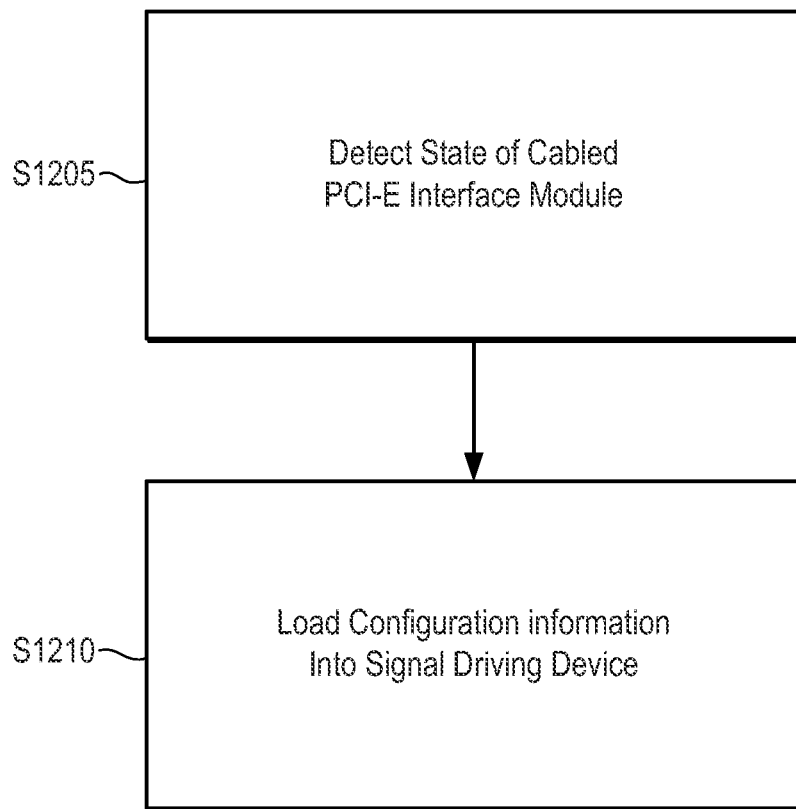 S1205
Detect State of Cabled
PCI-E Interface Module
S1210
Load Configuration information
Into Signal Driving Device